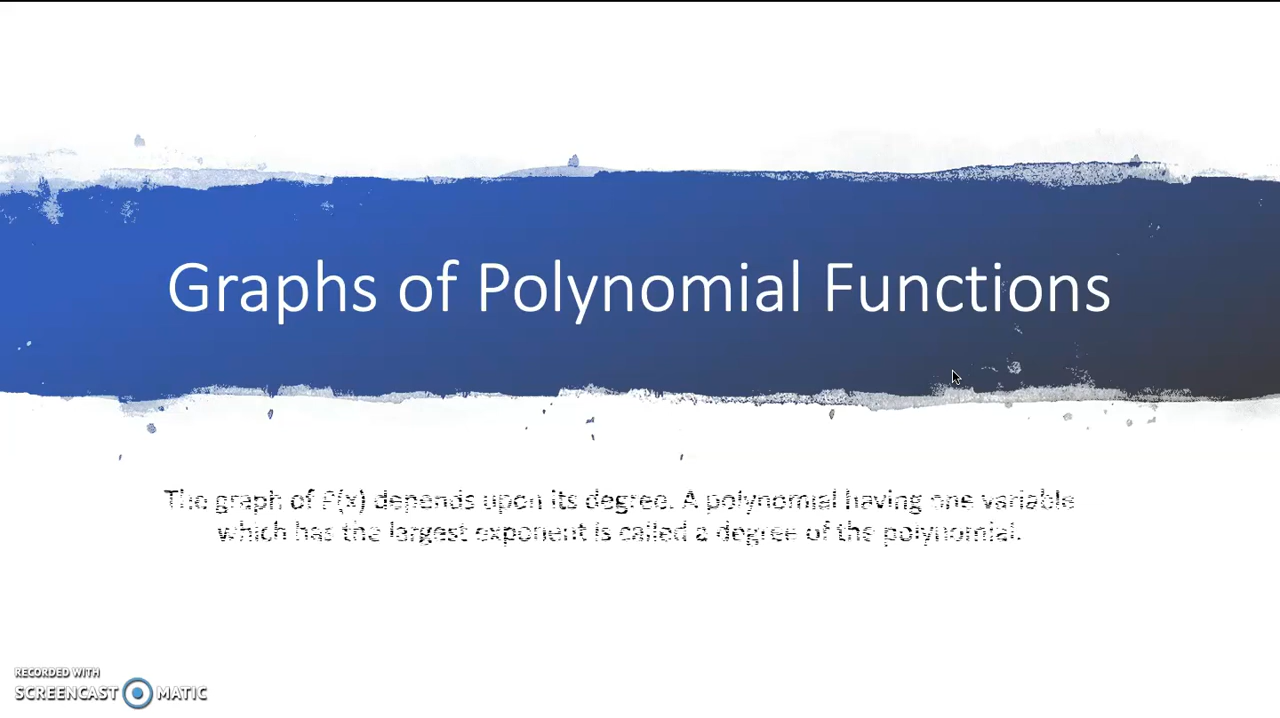 Graphs of Polynomial Functions
The graph of P(x) depends upon its degree. A polynomial having one variable
which has the largest exponent is called a degree of the polynomial.
RECORDED WITH
SCREENCAST MATIC